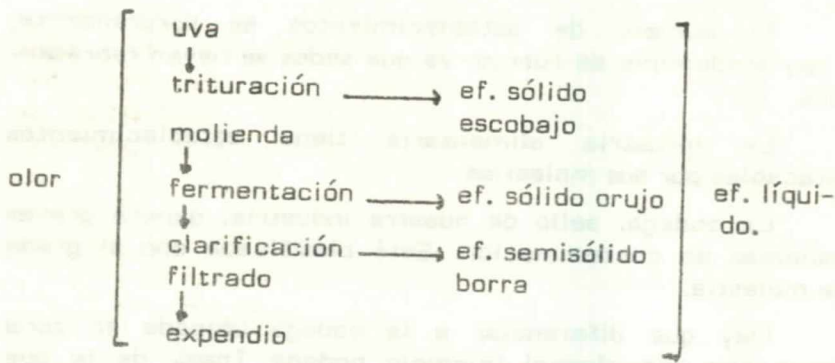 uva
trituración ef. sólido
escobajo
molienda
olor
fermentación ef. sólido orujo
ef. líqui-
do.
clarificación ef. semisólido
filtrado borra
expendio